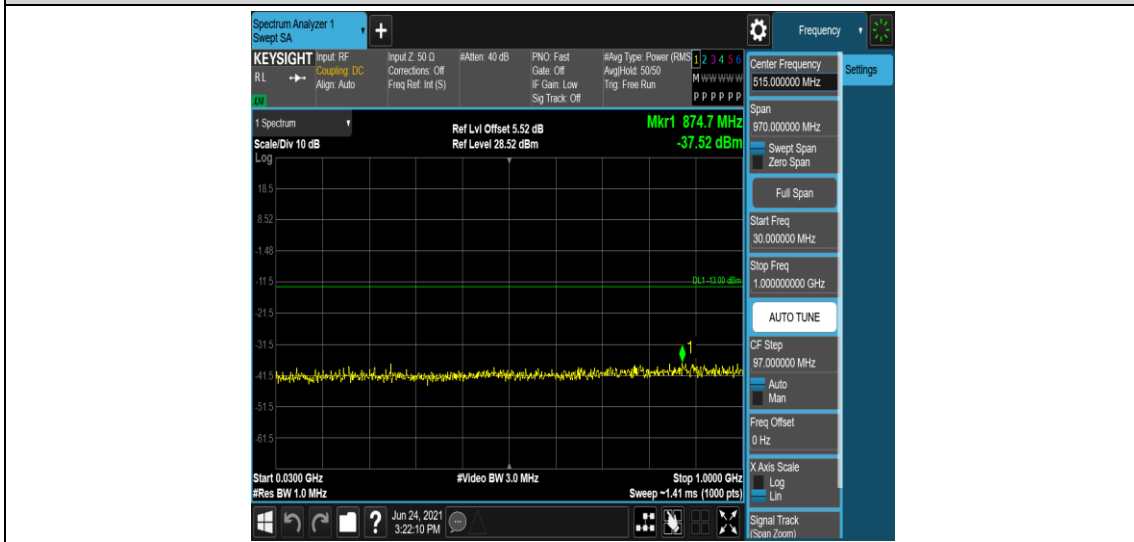 Spectrum Analyzer 1
Swept SA
+
Frequency
KEYSIGHT
RL
LXI
Input: RF
Coupling: DC
Align: Auto
Input Z: 50 Ω
Corrections: Off
Freq Ref: Int (S)
#Atten: 40 dB
PNO: Fast
Gate: Off
IF Gain: Low
Sig Track: Off
#Avg Type: Power (RMS
Avg|Hold: 50/50
Trig: Free Run
1 2 3 4 5 6
M W W W W W
P P P P P P
Center Frequency
515.000000 MHz
Settings
Span
970.000000 MHz
Swept Span
Zero Span
Full Span
Start Freq
30.000000 MHz
Stop Freq
1.000000000 GHz
AUTO TUNE
CF Step
97.000000 MHz
Auto
Man
Freq Offset
0 Hz
X Axis Scale
Log
Lin
Signal Track
(Span Zoom)
1 Spectrum
Scale/Div 10 dB
Log
Ref Lvl Offset 5.52 dB
Ref Level 28.52 dBm
Mkr1 874.7 MHz
-37.52 dBm
18.5
8.52
-1.48
-11.5
DL1 -13.00 dBm
-21.5
-31.5
1
-41.5
-51.5
-61.5
Start 0.0300 GHz
#Video BW 3.0 MHz
Stop 1.0000 GHz
#Res BW 1.0 MHz
Sweep ~1.41 ms (1000 pts)
?
Jun 24, 2021
3:22:10 PM